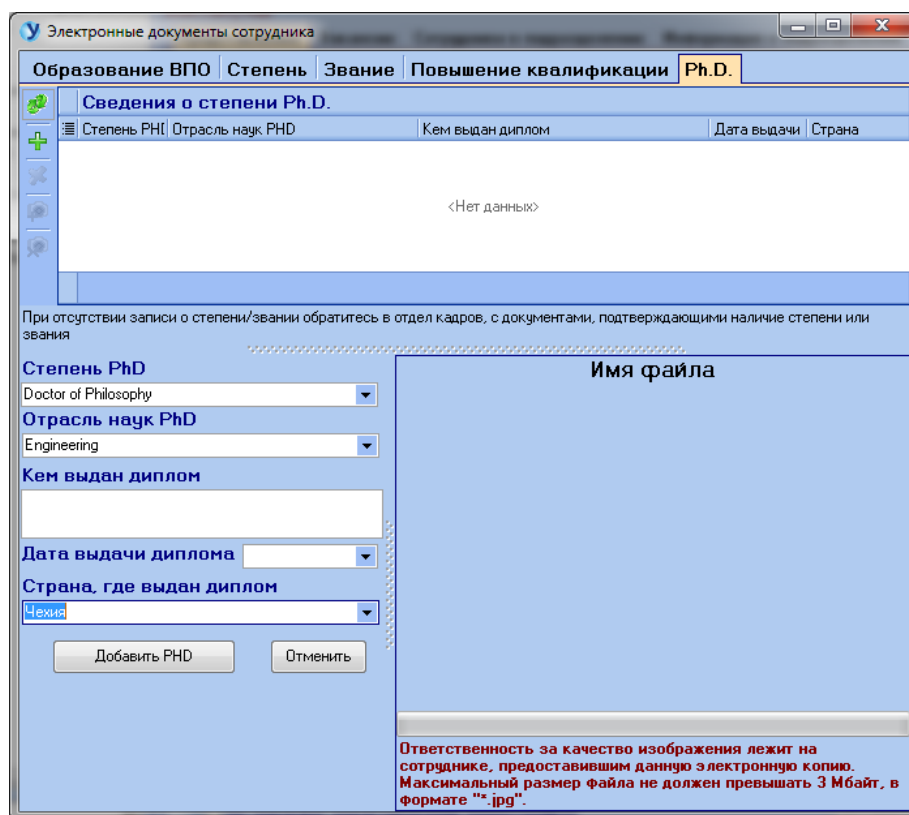 Электронные документы сотрудника
Образование ВПО Степень Звание Повышение квалификации Ph.D.
Сведения о степени Ph.D.
Степень PHD Отрасль наук PHD Кем выдан диплом Дата выдачи Страна
<Нет данных>
При отсутствии записи о степени/звании обратитесь в отдел кадров, с документами, подтверждающими наличие степени или
звания
Степень PhD
Doctor of Philosophy
Отрасль наук PhD
Engineering
Кем выдан диплом
Дата выдачи диплома
Страна, где выдан диплом
Чехия
Добавить PHD Отменить
Имя файла
Ответственность за качество изображения лежит на
сотруднике, предоставившим данную электронную копию.
Максимальный размер файла не должен превышать 3 Мбайт, в
формате "*.jpg".